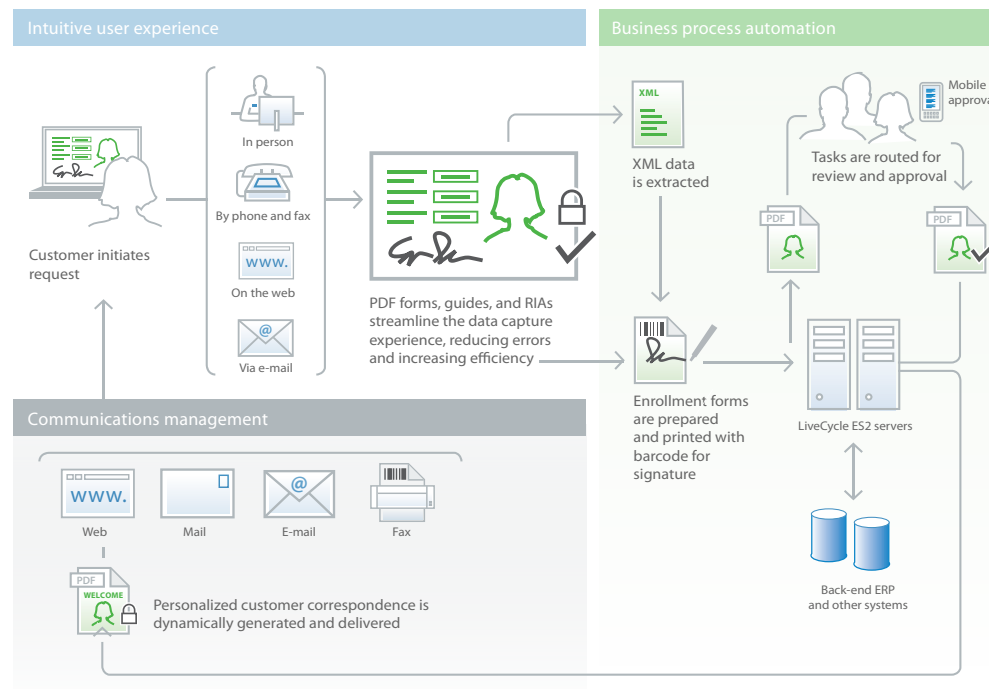 Intuitive user experience
Business process automation
In person
By phone and fax
www.
On the web
@
Via e-mail
Customer initiates
request
PDF forms, guides, and RIAs
streamline the data capture
experience, reducing errors
and increasing efficiency
XML
XML data
is extracted
Mobile
approva
Tasks are routed for
review and approval
PDF
PDF
Enrollment forms
are prepared
and printed with
barcode for
signature
LiveCycle ES2 servers
Back-end ERP
and other systems
Communications management
www.
Web
Mail
@
E-mail
Fax
PDF
WELCOME
Personalized customer correspondence is
dynamically generated and delivered